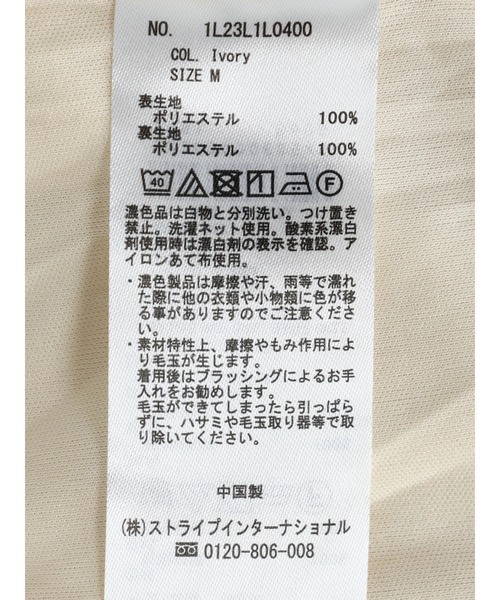 NO. 1L23L1L0400
COL. Ivory
SIZE M
表生地
ポリエステル 100%
裏生地
ポリエステル 100%
40 F
濃色品は白物と分別洗い。つけ置き
禁止。洗濯ネット使用。酸素系漂白
剤使用時は漂白剤の表示を確認。ア
イロンあて布使用。
・濃色製品は摩擦や汗、雨等で濡れ
た際に他の衣類や小物類に色が移
る事がありますのでご注意くださ
い。
・素材特性上、摩擦やもみ作用によ
り毛玉が生じます。
着用後はブラッシングによるお手
入れをお勧めします。
毛玉ができてしまったら引っぱら
ずに、ハサミや毛玉取り器等で取
り除いてください。
中国製
(株)ストライプインターナショナル
0120-806-008